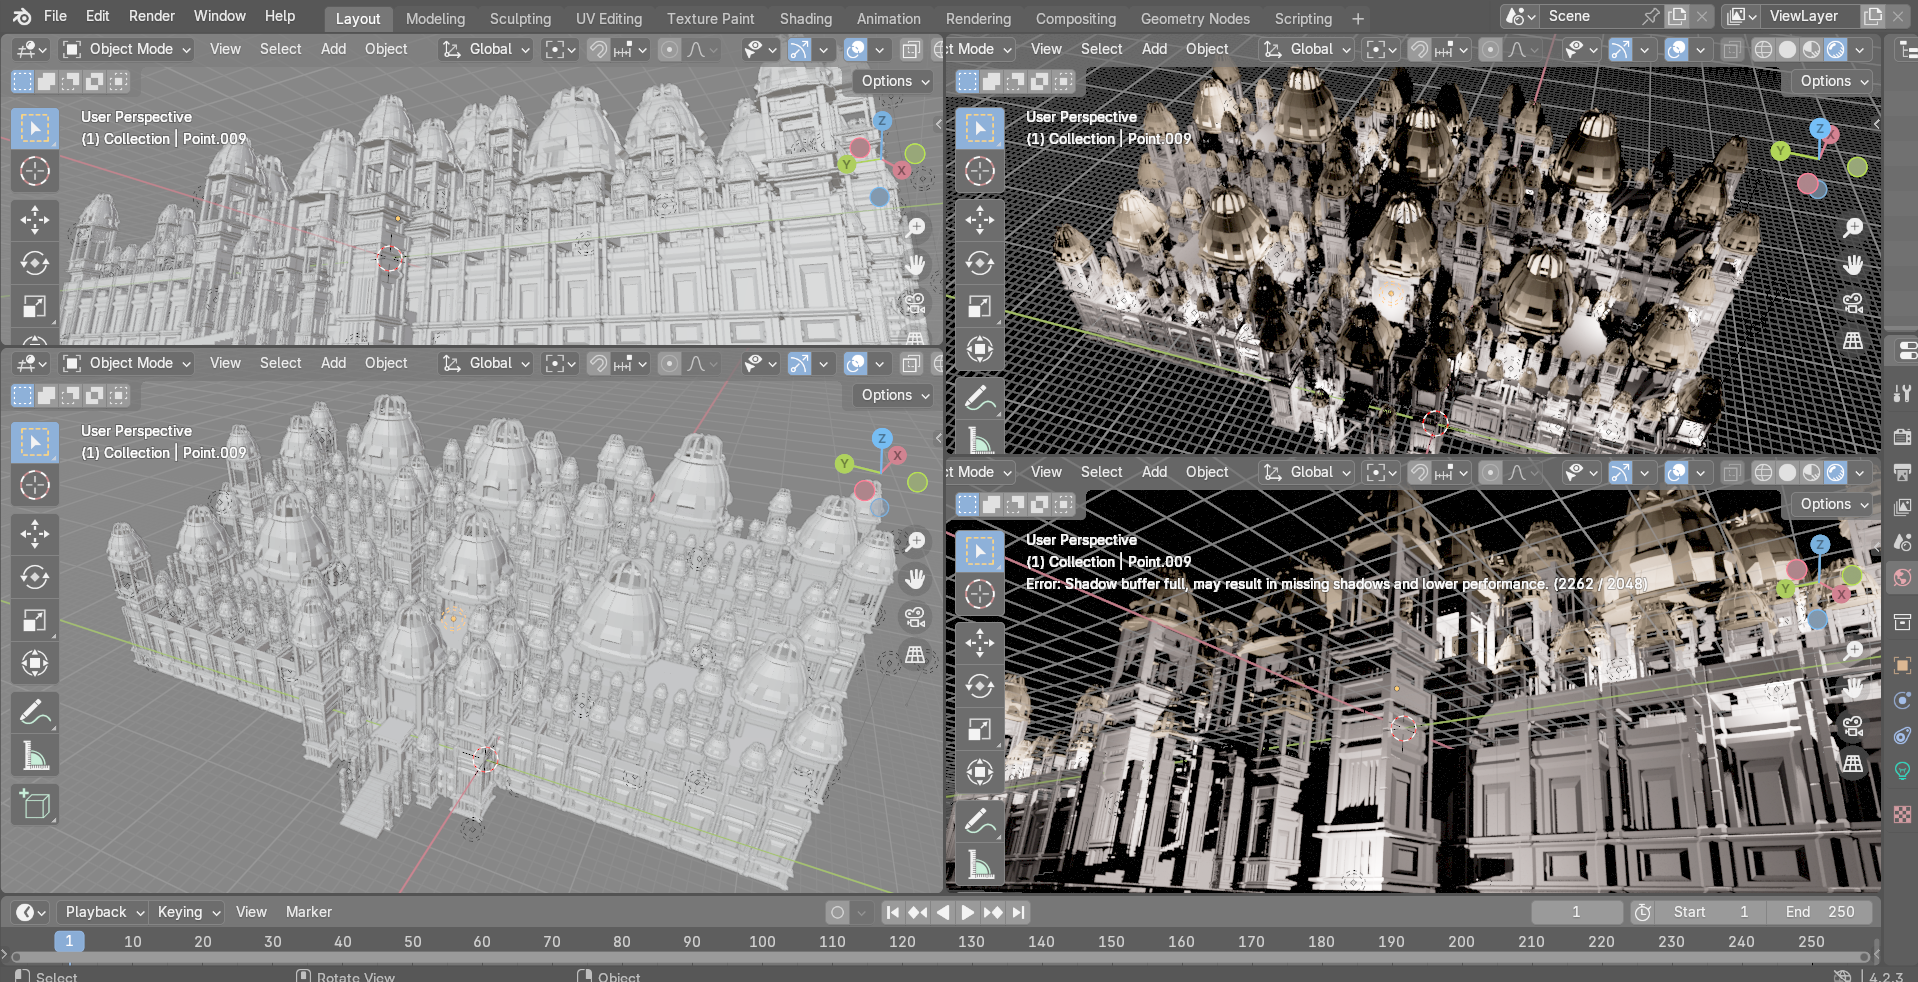 File Edit Render Window Help Layout Modeling Sculpting UV Editing Texture Paint Shading Animation Rendering Compositing Geometry Nodes Scripting + Scene ViewLayer
Object Mode View Select Add Object Global
Options
User Perspective
(1) Collection | Point.009
Z
Y
X
ct Mode View Select Add Object Global
Options
User Perspective
(1) Collection | Point.009
Z
X
Y
Object Mode View Select Add Object Global
Options
User Perspective
(1) Collection | Point.009
Z
X
Y
ct Mode View Select Add Object Global
Options
User Perspective
(1) Collection | Point.009
Error: Shadow buffer full, may result in missing shadows and lower performance. (2262 / 2048)
Z
Y
X
Playback Keying View Marker 1 Start 1 End 250
1 10 20 30 40 50 60 70 80 90 100 110 120 130 140 150 160 170 180 190 200 210 220 230 240 250
Select Rotate View Object 4.2.3